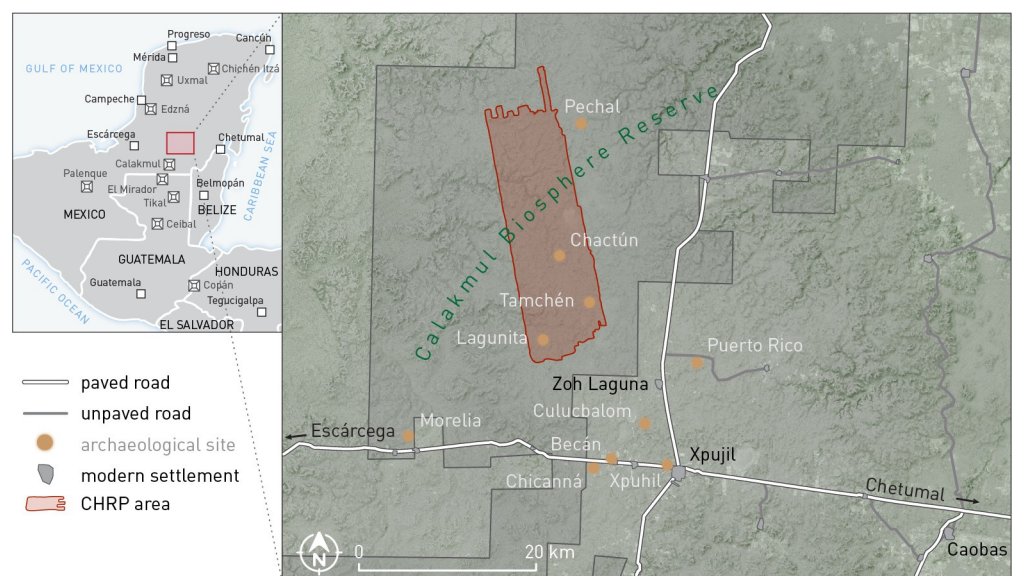 Progreso
Cancúh
Mérida
GULF OF MEXICO
Chichén Itzá
Uxmal
Campeche
Edzná
Escárcega
Chetumal
Calakmul
Palenque
El Mirador
Belmopán
Tikal
MEXICO
BELIZE
CARIBBEAN SEA
Ceibal
GUATEMALA
HONDURAS
PACIFIC OCEAN
Guatemala
Copán
Tegucigalpa
EL SALVADOR
paved road
unpaved road
archaeological site
modern settlement
CHRP area
Pechal
Calakmul Biosphere Reserve
Chactún
Tamchén
Lagunita
Puerto Rico
Zoh Laguna
Culucbalom
Morelia
Escárcega
Becán
Xpujil
Chicanná
Xpuhil
Chetumal
Caobas
N
0 20 km